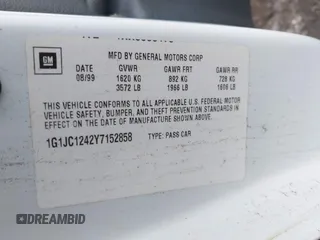 GM
MFD BY GENERAL MOTORS CORP
DATE GVWR GAWR FRT GAWR RR
08/99 1620 KG 892 KG 728 KG
3572 LB 1966 LB 1606 LB
THIS VEHICLE CONFORMS TO ALL APPLICABLE U.S. FEDERAL
MOTOR VEHICLE SAFETY, BUMPER, AND THEFT PREVENTION STANDARDS
IN EFFECT ON THE DATE OF MANUFACTURE SHOWN ABOVE.
1G1JC1242Y7152858 TYPE: PASS CAR
BIDHISTORY